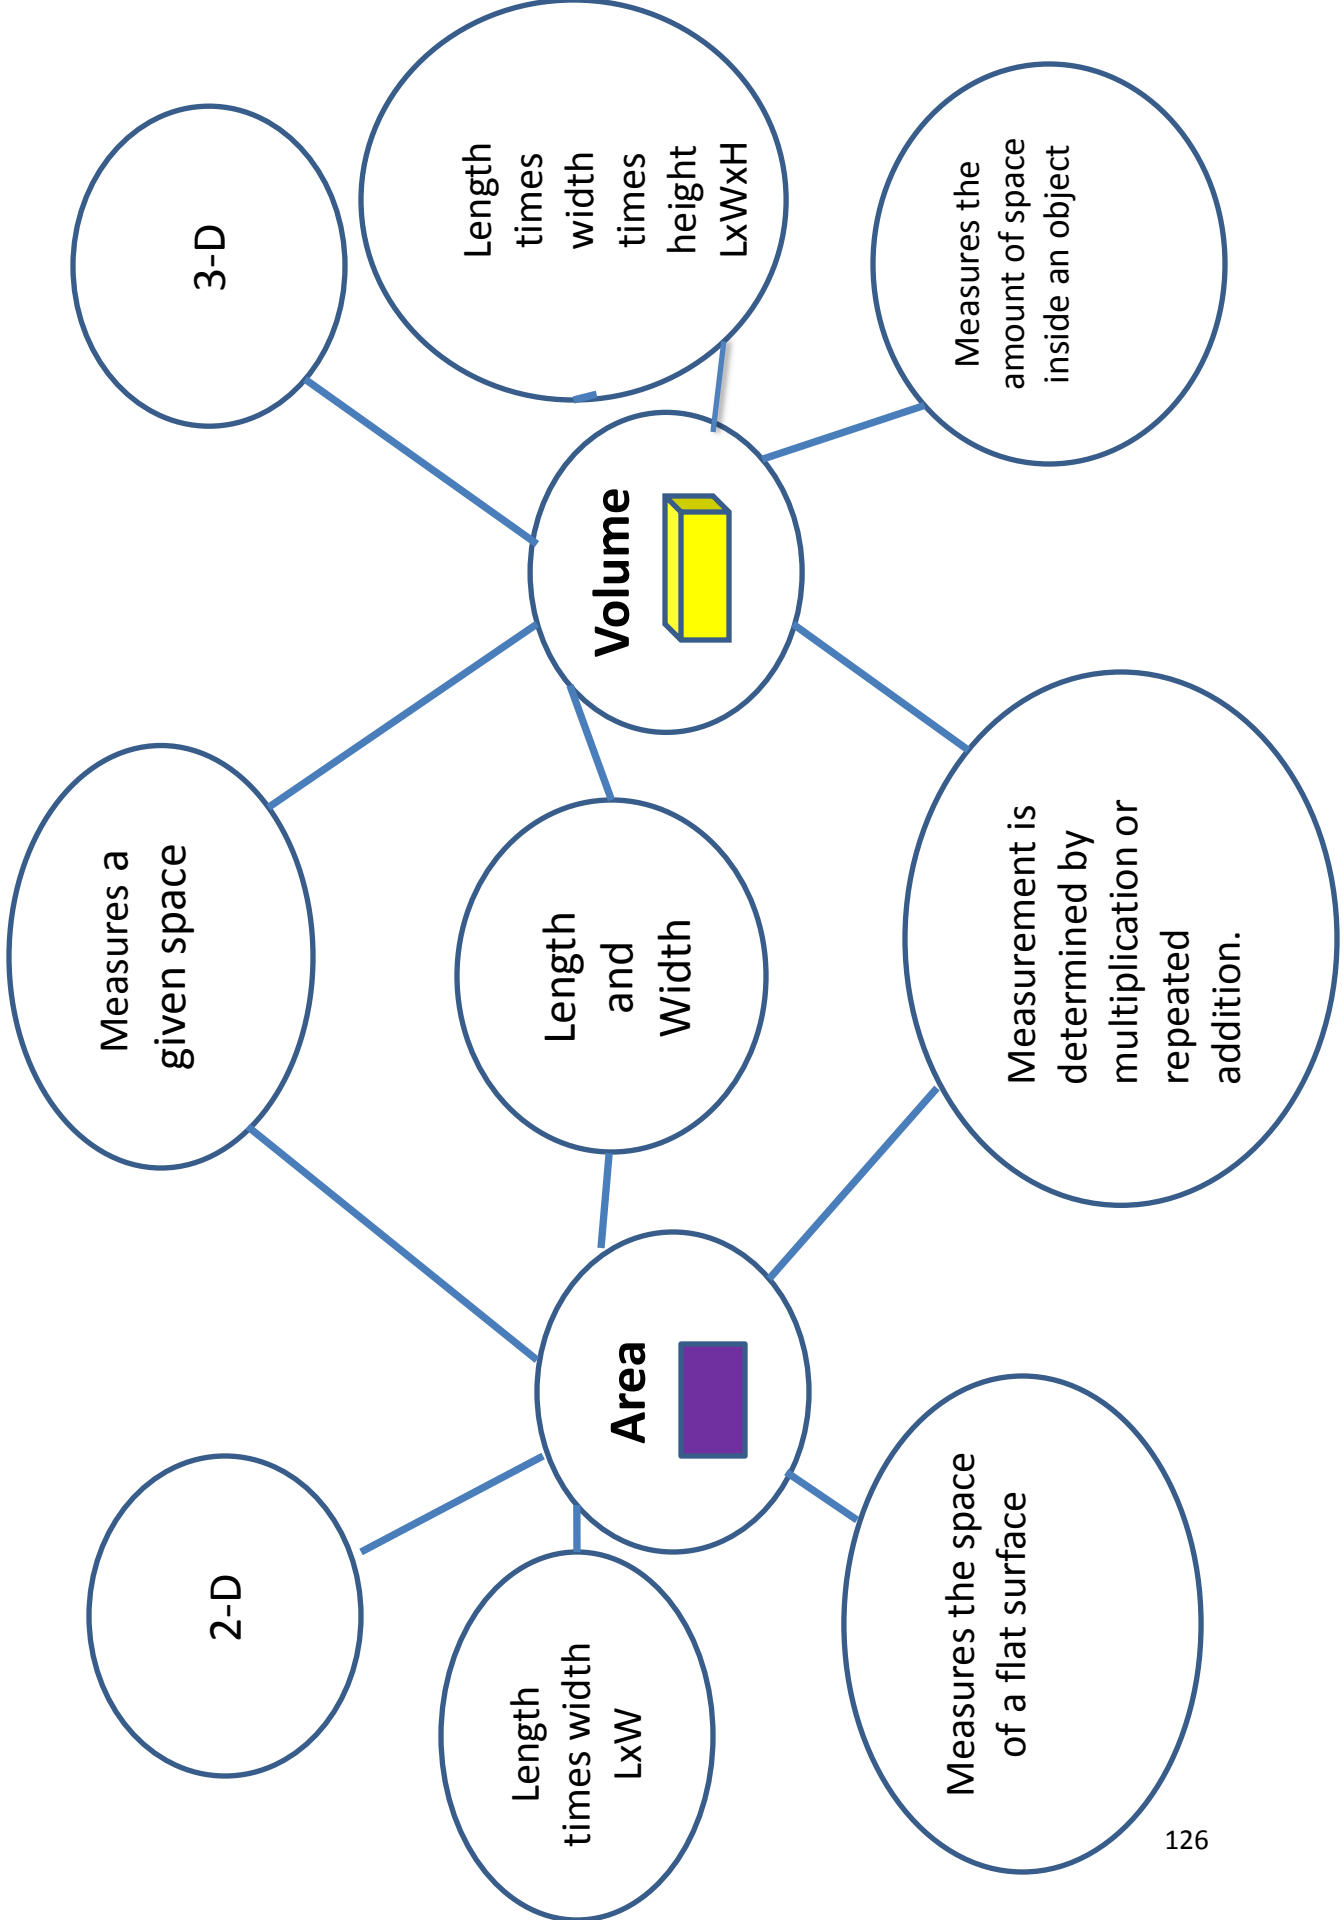 2-D
Length
times width
LxW
Measures the space
of a flat surface
Area
Measures a
given space
Length
and
Width
Measurement is
determined by
multiplication or
repeated
addition.
Volume
3-D
Length
times
width
times
height
LxWxH
Measures the
amount of space
inside an object
126